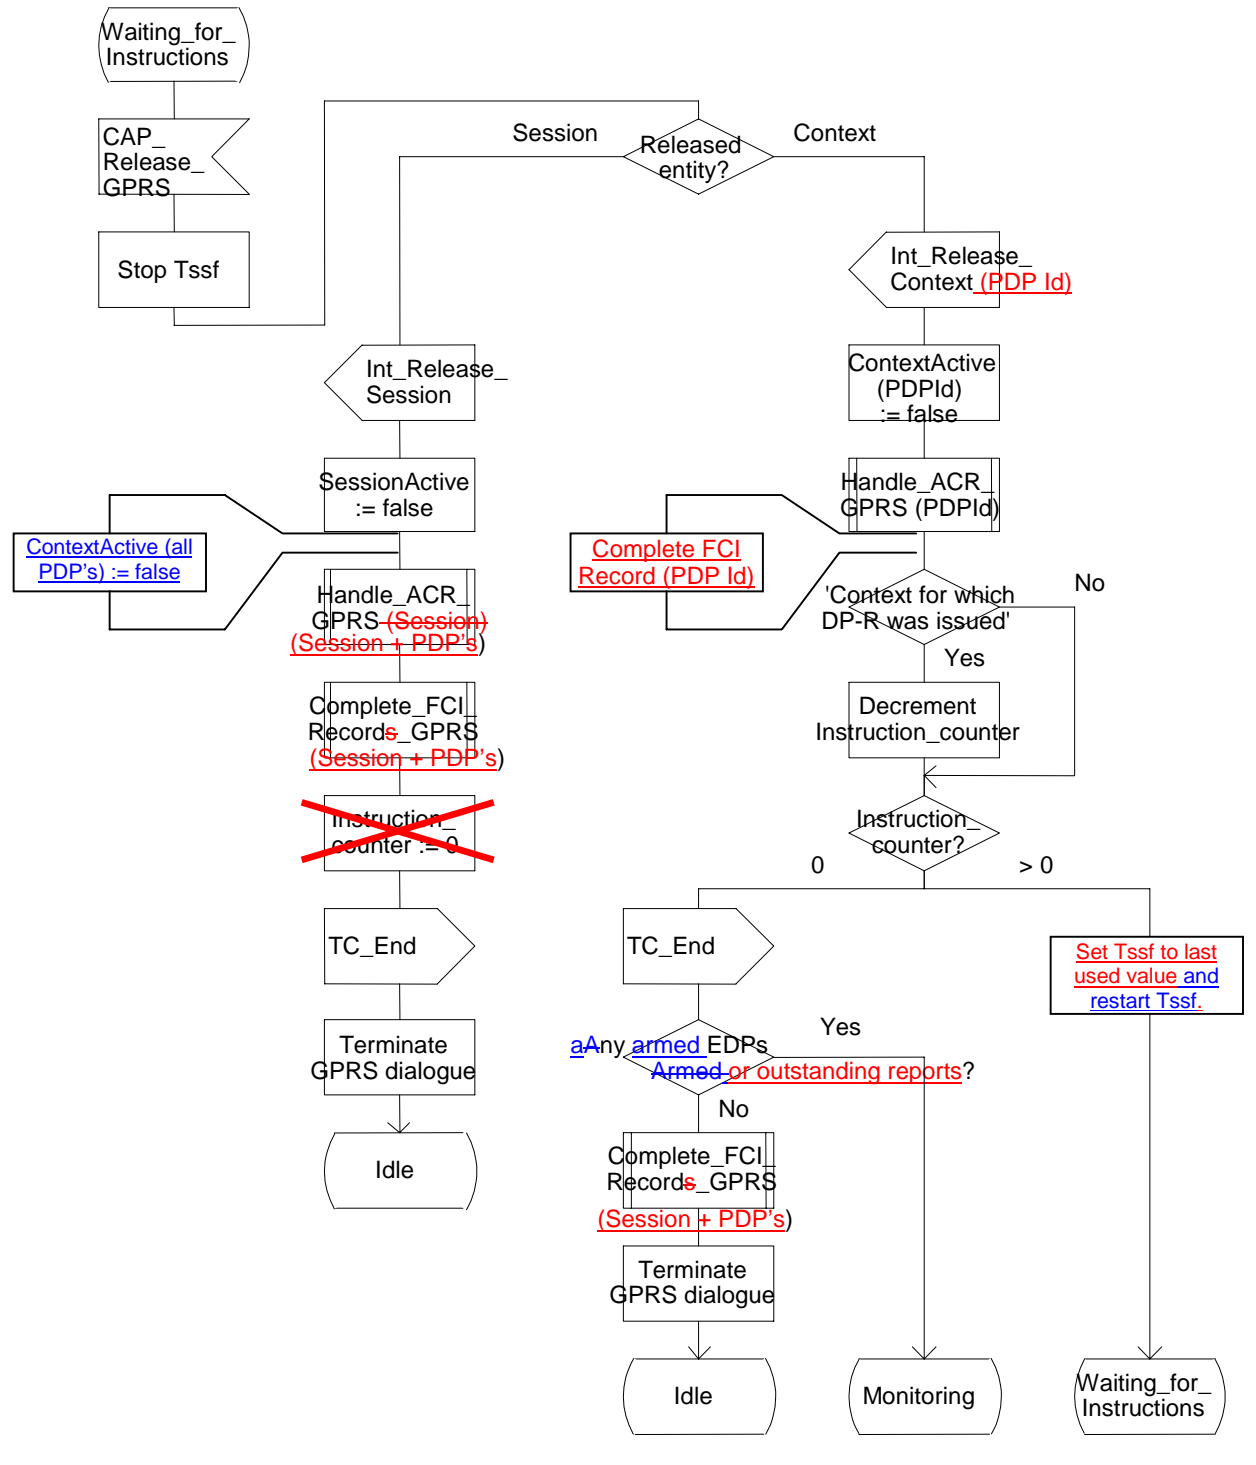 Waiting_for_
Instructions
CAP_
Release_
GPRS
Stop Tssf
Session
Released
entity?
Context
Int_Release_
Context (PDP Id)
Int_Release_
Session
ContextActive
(PDPId)
:= false
SessionActive
:= false
Handle_ACR_
GPRS (PDPId)
ContextActive (all
PDP's) := false
Complete FCI
Record (PDP Id)
Handle_ACR_
GPRS (Session)
(Session + PDP's)
'Context for which
DP-R was issued'
No
Yes
Complete_FCI_
Records_GPRS
(Session + PDP's)
Decrement
Instruction_counter
Instruction_
counter := 0
Instruction_
counter?
0
> 0
TC_End
TC_End
Set Tssf to last
used value and
restart Tssf.
Terminate
GPRS dialogue
aAny armed EDPs
Armed or outstanding reports?
Yes
No
Idle
Complete_FCI_
Records_GPRS
(Session + PDP's)
Terminate
GPRS dialogue
Idle
Monitoring
Waiting_for_
Instructions